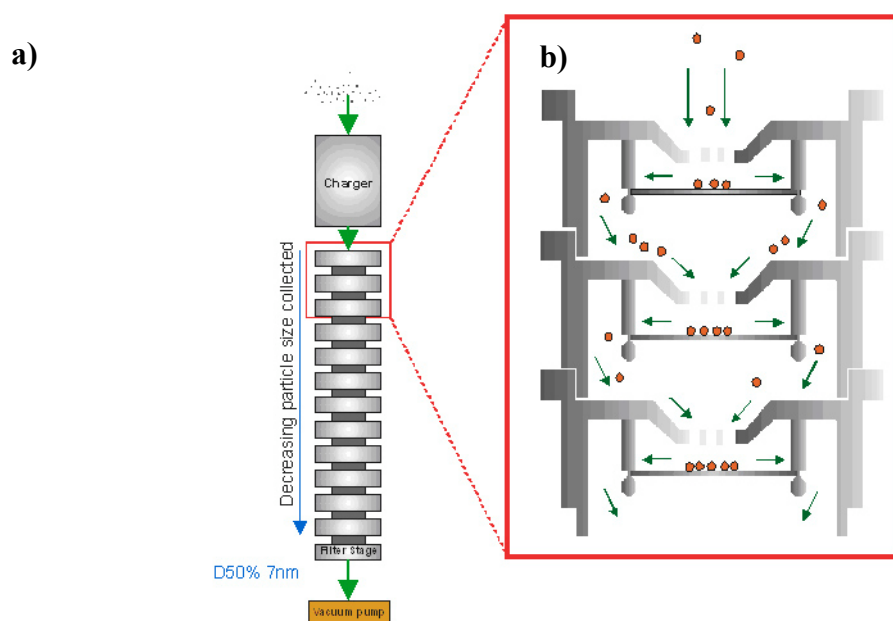 a)
b)
Charger
Decreasing particle size collected
Filter Stage
D50% 7nm
Vacuum pump